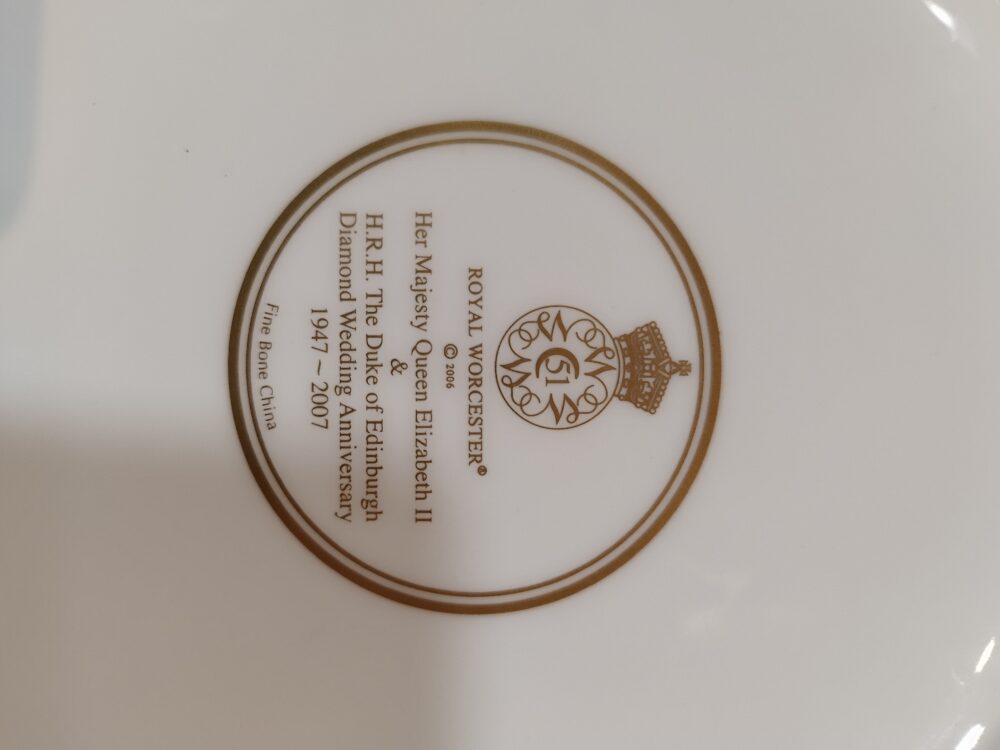 51
ROYAL WORCESTER®
© 2006
Her Majesty Queen Elizabeth II
&
H.R.H. The Duke of Edinburgh
Diamond Wedding Anniversary
1947 ~ 2007
Fine Bone China